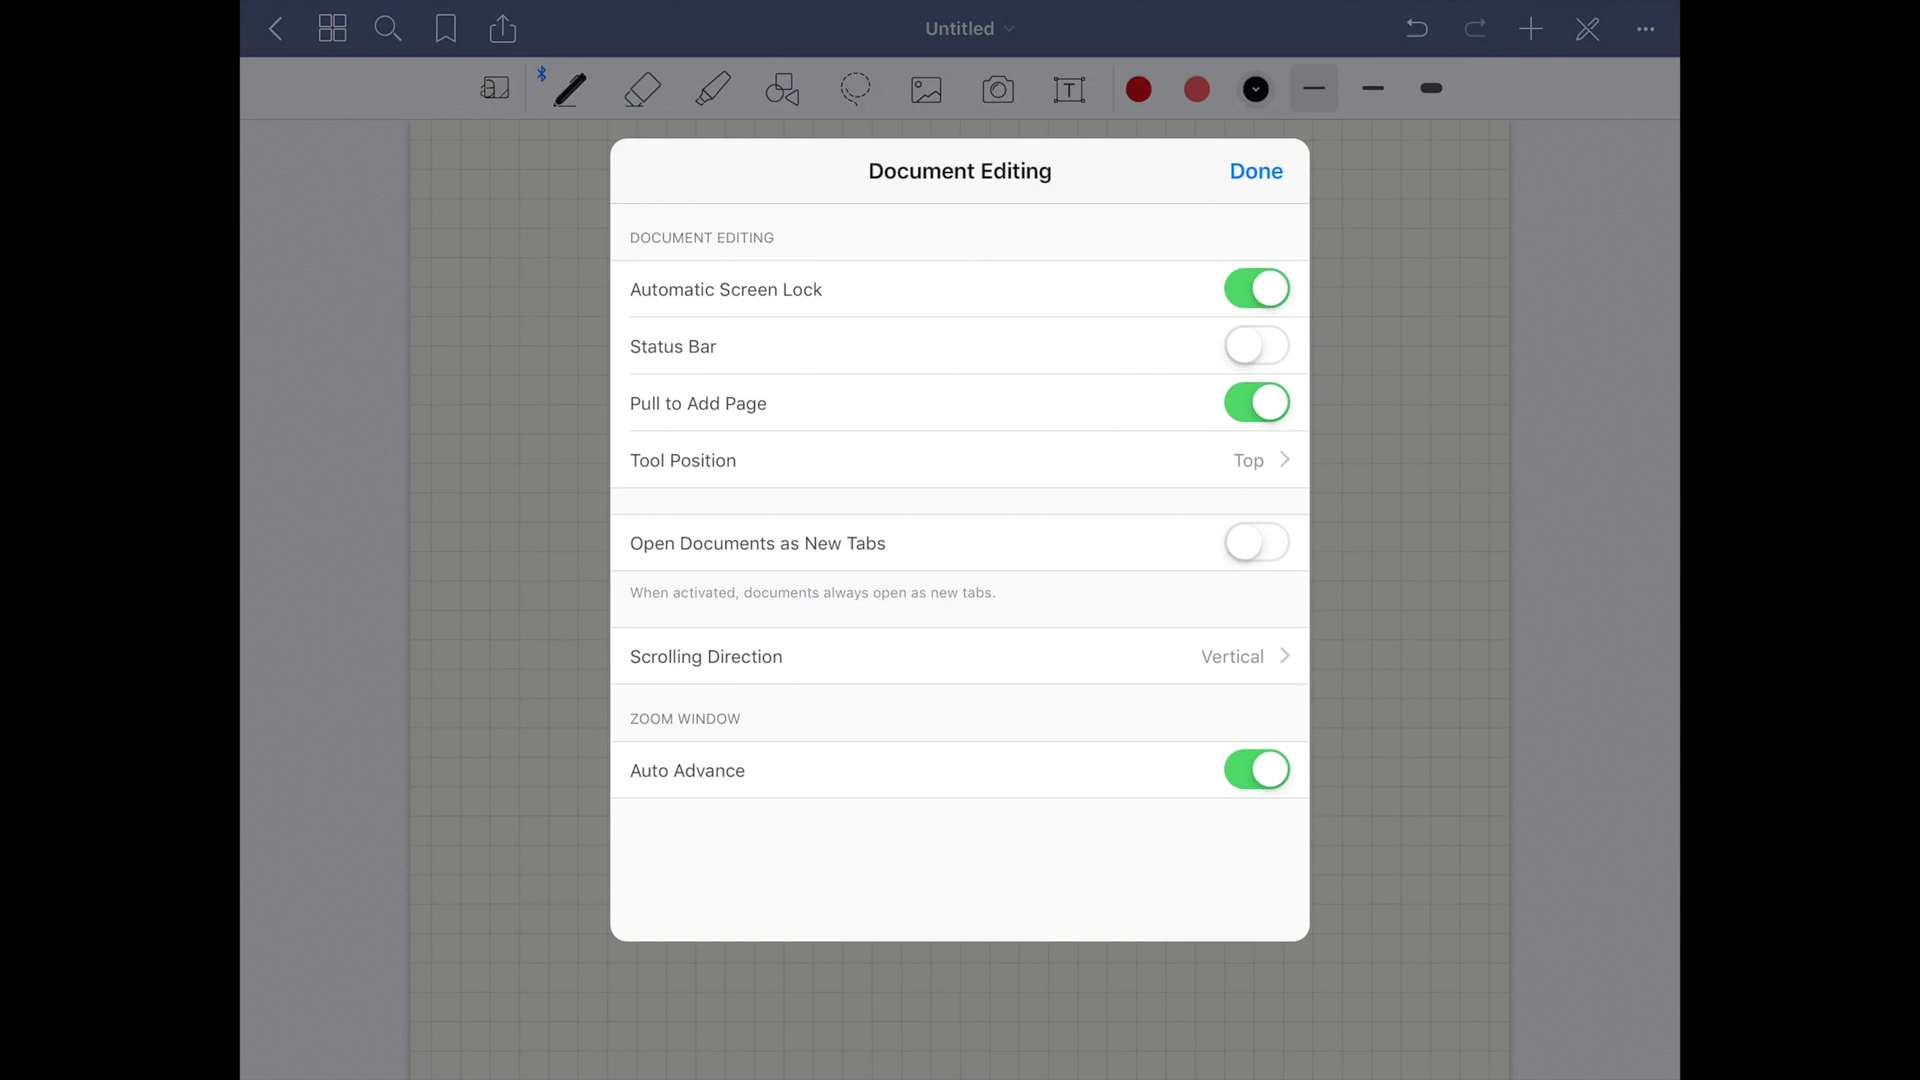 Untitled
T
Document Editing
Done
DOCUMENT EDITING
Automatic Screen Lock
Status Bar
Pull to Add Page
Tool Position
Top
Open Documents as New Tabs
When activated, documents always open as new tabs.
Scrolling Direction
Vertical
ZOOM WINDOW
Auto Advance